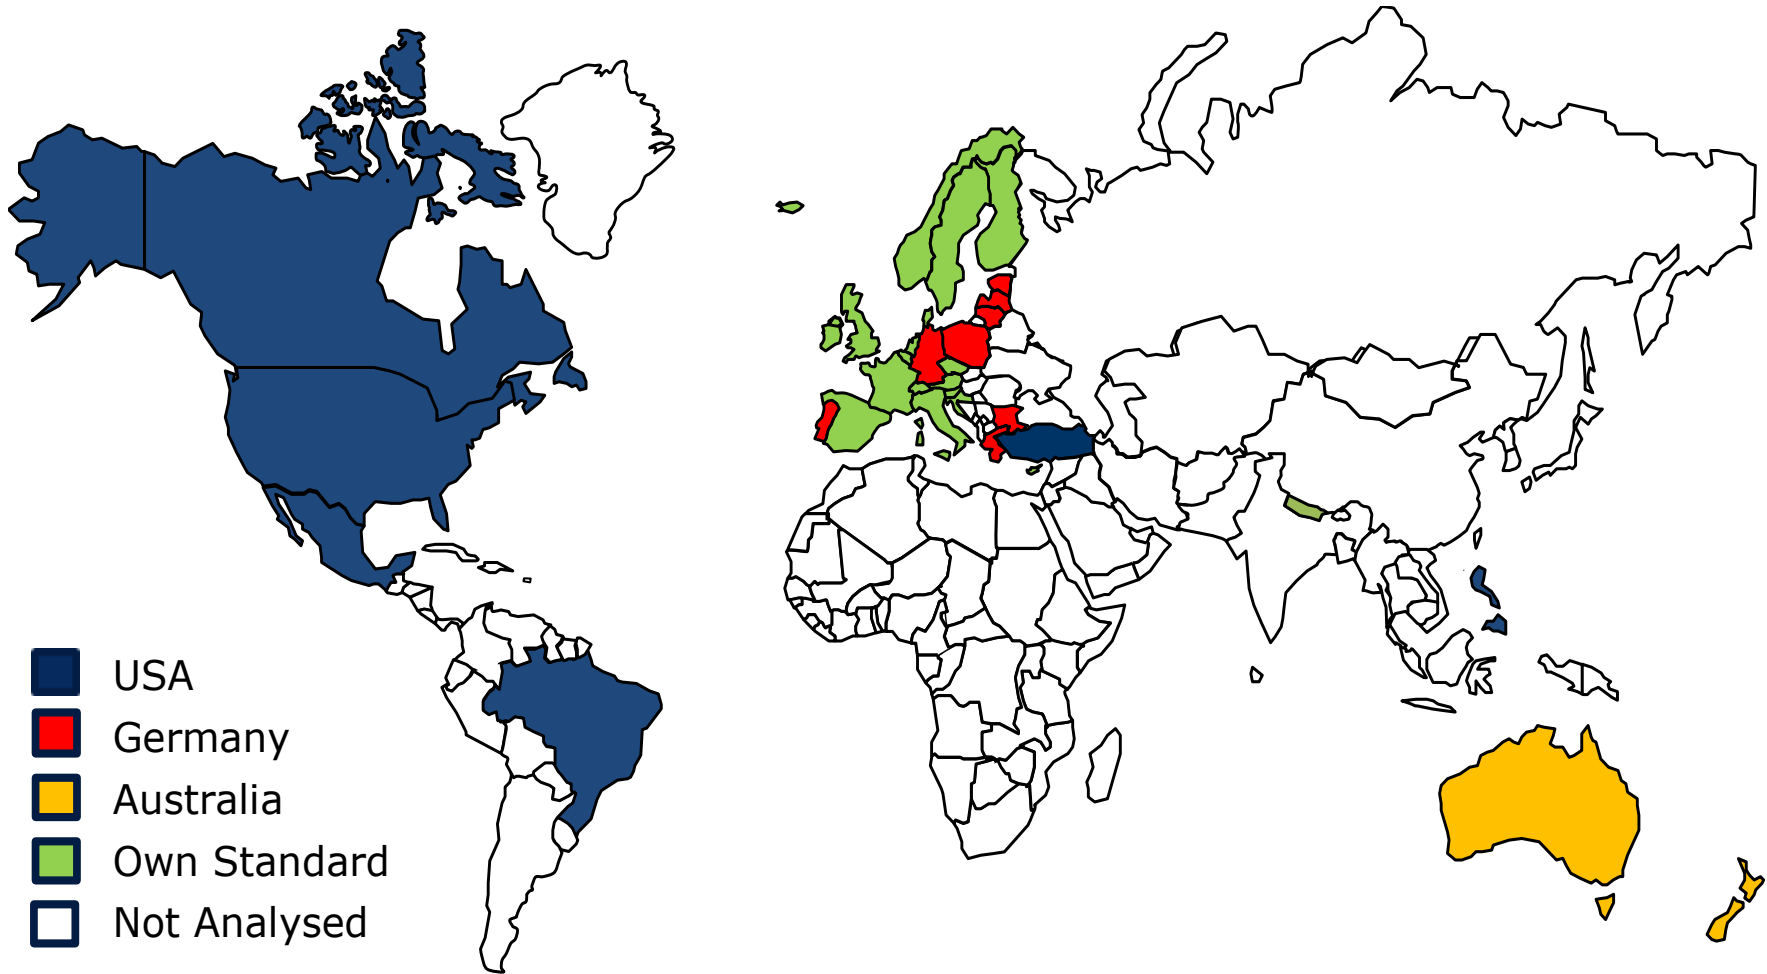 USA
Germany
Australia
Own Standard
Not Analysed